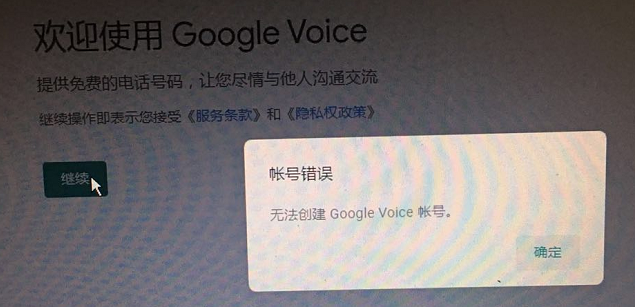 欢迎使用 Google Voice
提供免费的电话号码，让您尽情与他人沟通交流
继续操作即表示您接受《服务条款》和《隐私权政策》
继续
帐号错误
无法创建 Google Voice 帐号。
确定